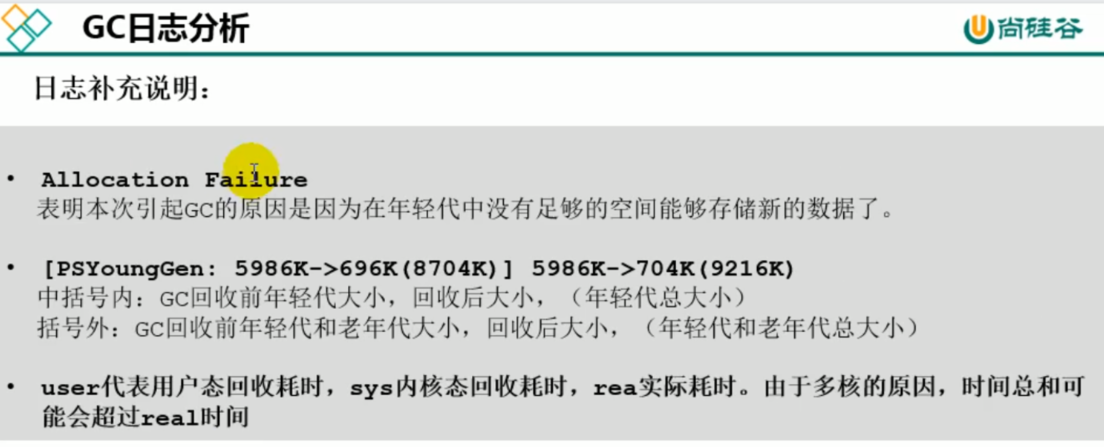 GC日志分析
尚硅谷
日志补充说明:
• Allocation Failure
表明本次引起GC的原因是因为在年轻代中没有足够的空间能够存储新的数据了。
• [PSYoungGen: 5986K->696K(8704K)] 5986K->704K(9216K)
中括号内: GC回收前年轻代大小, 回收后大小, (年轻代总大小)
括号外: GC回收前年轻代和老年代大小, 回收后大小, (年轻代和老年代总大小)
• user代表用户态回收耗时, sys内核态回收耗时, rea实际耗时。由于多核的原因, 时间总和可
能会超过real时间